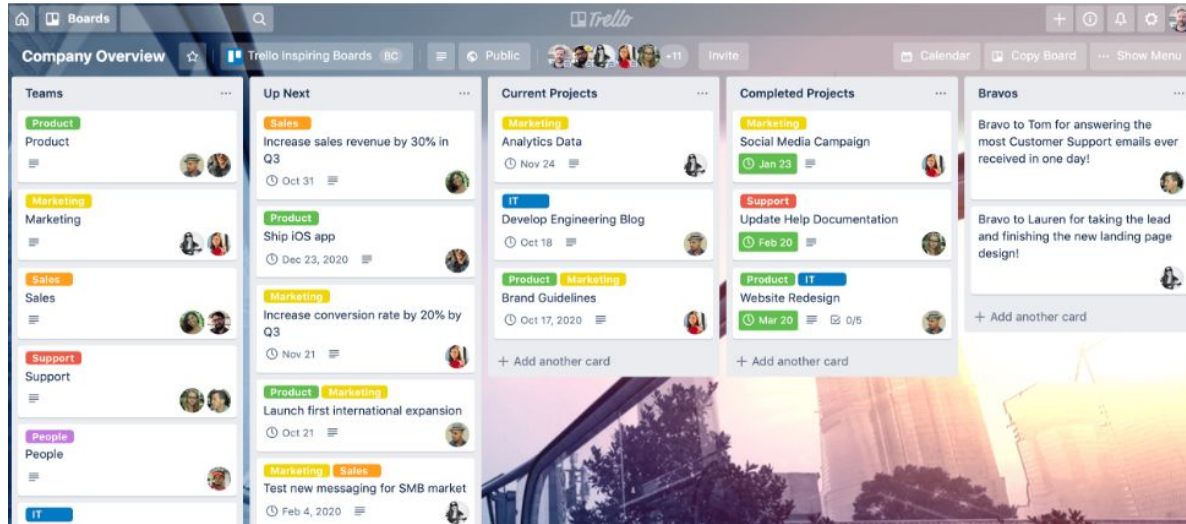 Boards
Trello
Company Overview
Trello Inspiring Boards BC
Public
+11
Invite
Calendar
Copy Board
Show Menu
Teams
Product
Product
Marketing
Marketing
Sales
Sales
Support
Support
People
People
IT
Up Next
Sales
Increase sales revenue by 30% in
Q3
Oct 31
Product
Ship iOS app
Dec 23, 2020
Marketing
Increase conversion rate by 20% by
Q3
Nov 21
Product Marketing
Launch first international expansion
Oct 21
Marketing Sales
Test new messaging for SMB market
Feb 4, 2020
Current Projects
Marketing
Analytics Data
Nov 24
IT
Develop Engineering Blog
Oct 18
Product Marketing
Brand Guidelines
Oct 17, 2020
+ Add another card
Completed Projects
Marketing
Social Media Campaign
Jan 23
Support
Update Help Documentation
Feb 20
Product IT
Website Redesign
Mar 20 0/5
+ Add another card
Bravos
Bravo to Tom for answering the
most Customer Support emails ever
received in one day!
Bravo to Lauren for taking the lead
and finishing the new landing page
design!
+ Add another card